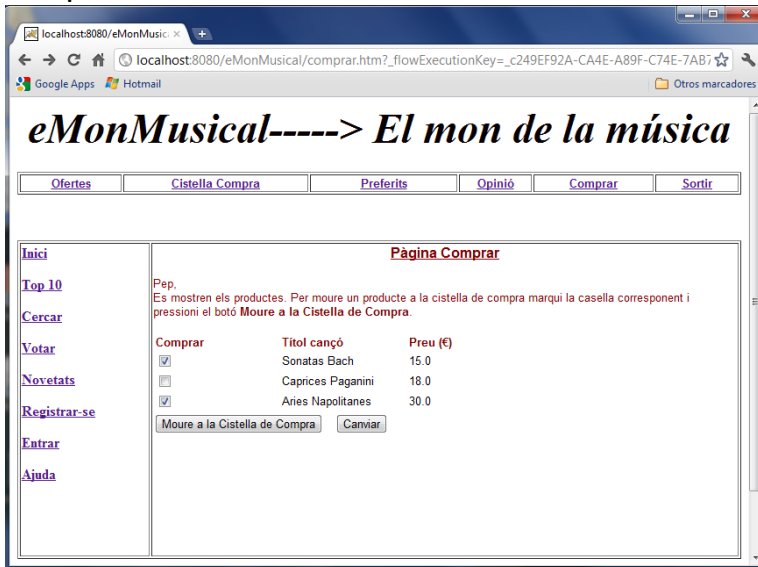 localhost:8080/eMonMusic
localhost:8080/eMonMusical/comprar.htm?_flowExecutionKey=_c249EF92A-CA4E-A89F-C74E-7AB7
Google Apps Hotmail Otros marcadores
eMonMusical-----> El mon de la música
Ofertes Cistella Compra Preferits Opinió Comprar Sortir
Inici
Top 10
Cercar
Votar
Novetats
Registrar-se
Entrar
Ajuda
Pàgina Comprar
Pep,
Es mostren els productes. Per moure un producte a la cistella de compra marqui la casella corresponent i
pressioni el botó Moure a la Cistella de Compra.
Comprar Títol cançó Preu (€)
Sonatas Bach 15.0
Caprices Paganini 18.0
Aries Napolitanes 30.0
Moure a la Cistella de Compra Canviar